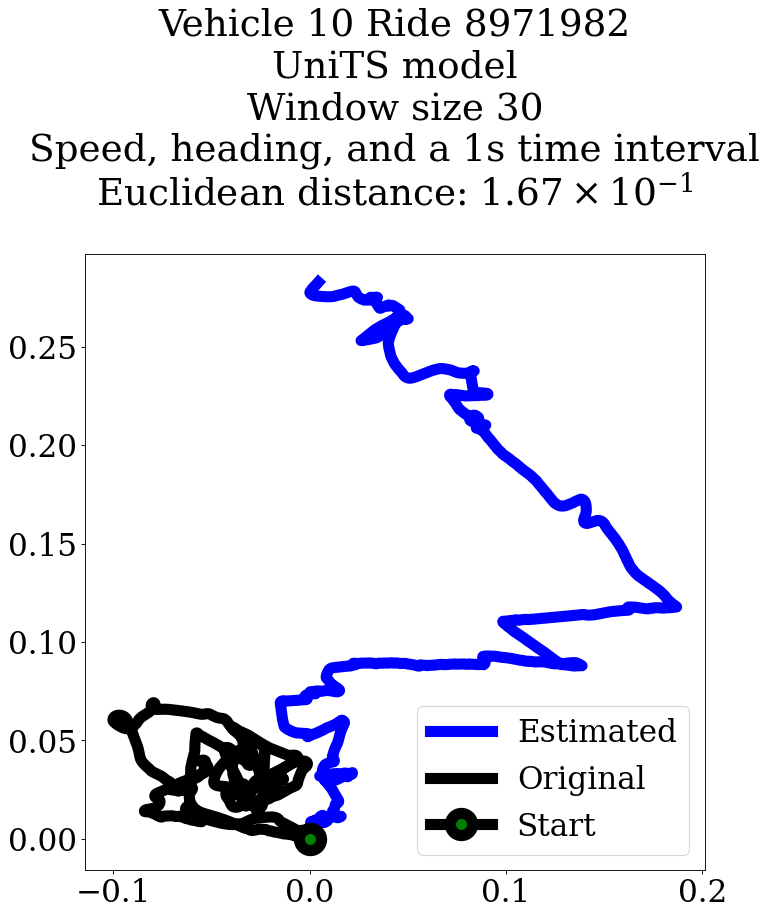 Vehicle 10 Ride 8971982
UniTS model
Window size 30
Speed, heading, and a 1s time interval
Euclidean distance: 1.67 × 10⁻¹
0.25
0.20
0.15
0.10
0.05
0.00
−0.1
0.0
0.1
0.2
Estimated
Original
Start